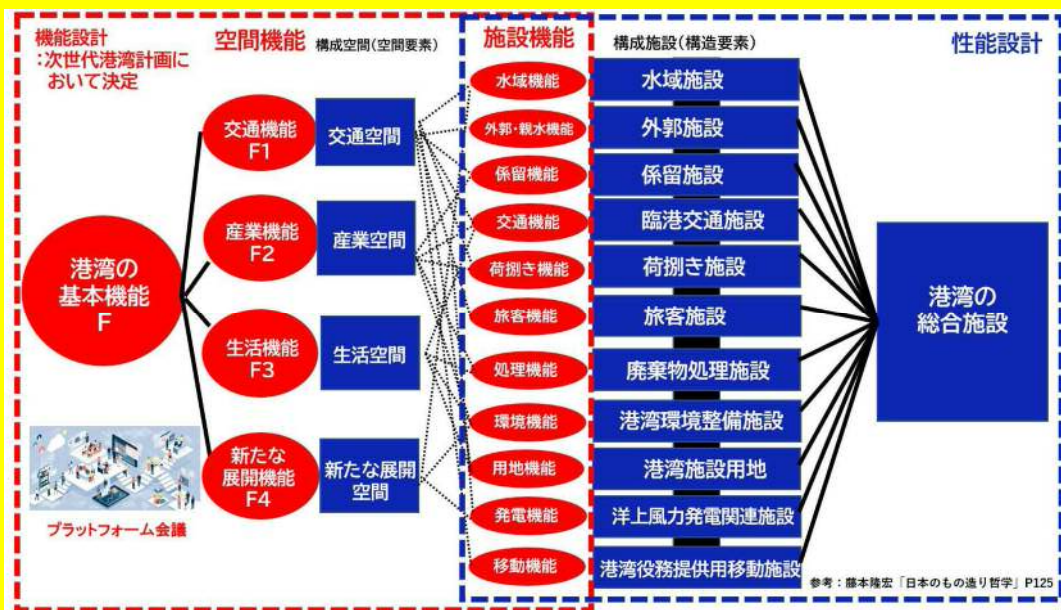 機能設計
：次世代港湾計画に
おいて決定
空間機能
構成空間(空間要素)
施設機能
構成施設(構造要素)
性能設計
港湾の
基本機能
F
交通機能
F1
交通空間
産業機能
F2
産業空間
生活機能
F3
生活空間
新たな
展開機能
F4
新たな展開
空間
プラットフォーム会議
水域機能
水域施設
外郭・親水機能
外郭施設
係留機能
係留施設
交通機能
臨港交通施設
荷捌き機能
荷捌き施設
旅客機能
旅客施設
処理機能
廃棄物処理施設
環境機能
港湾環境整備施設
用地機能
港湾施設用地
発電機能
洋上風力発電関連施設
移動機能
港湾役務提供用移動施設
港湾の
総合施設
参考：藤本隆宏「日本のもの造り哲学」P125